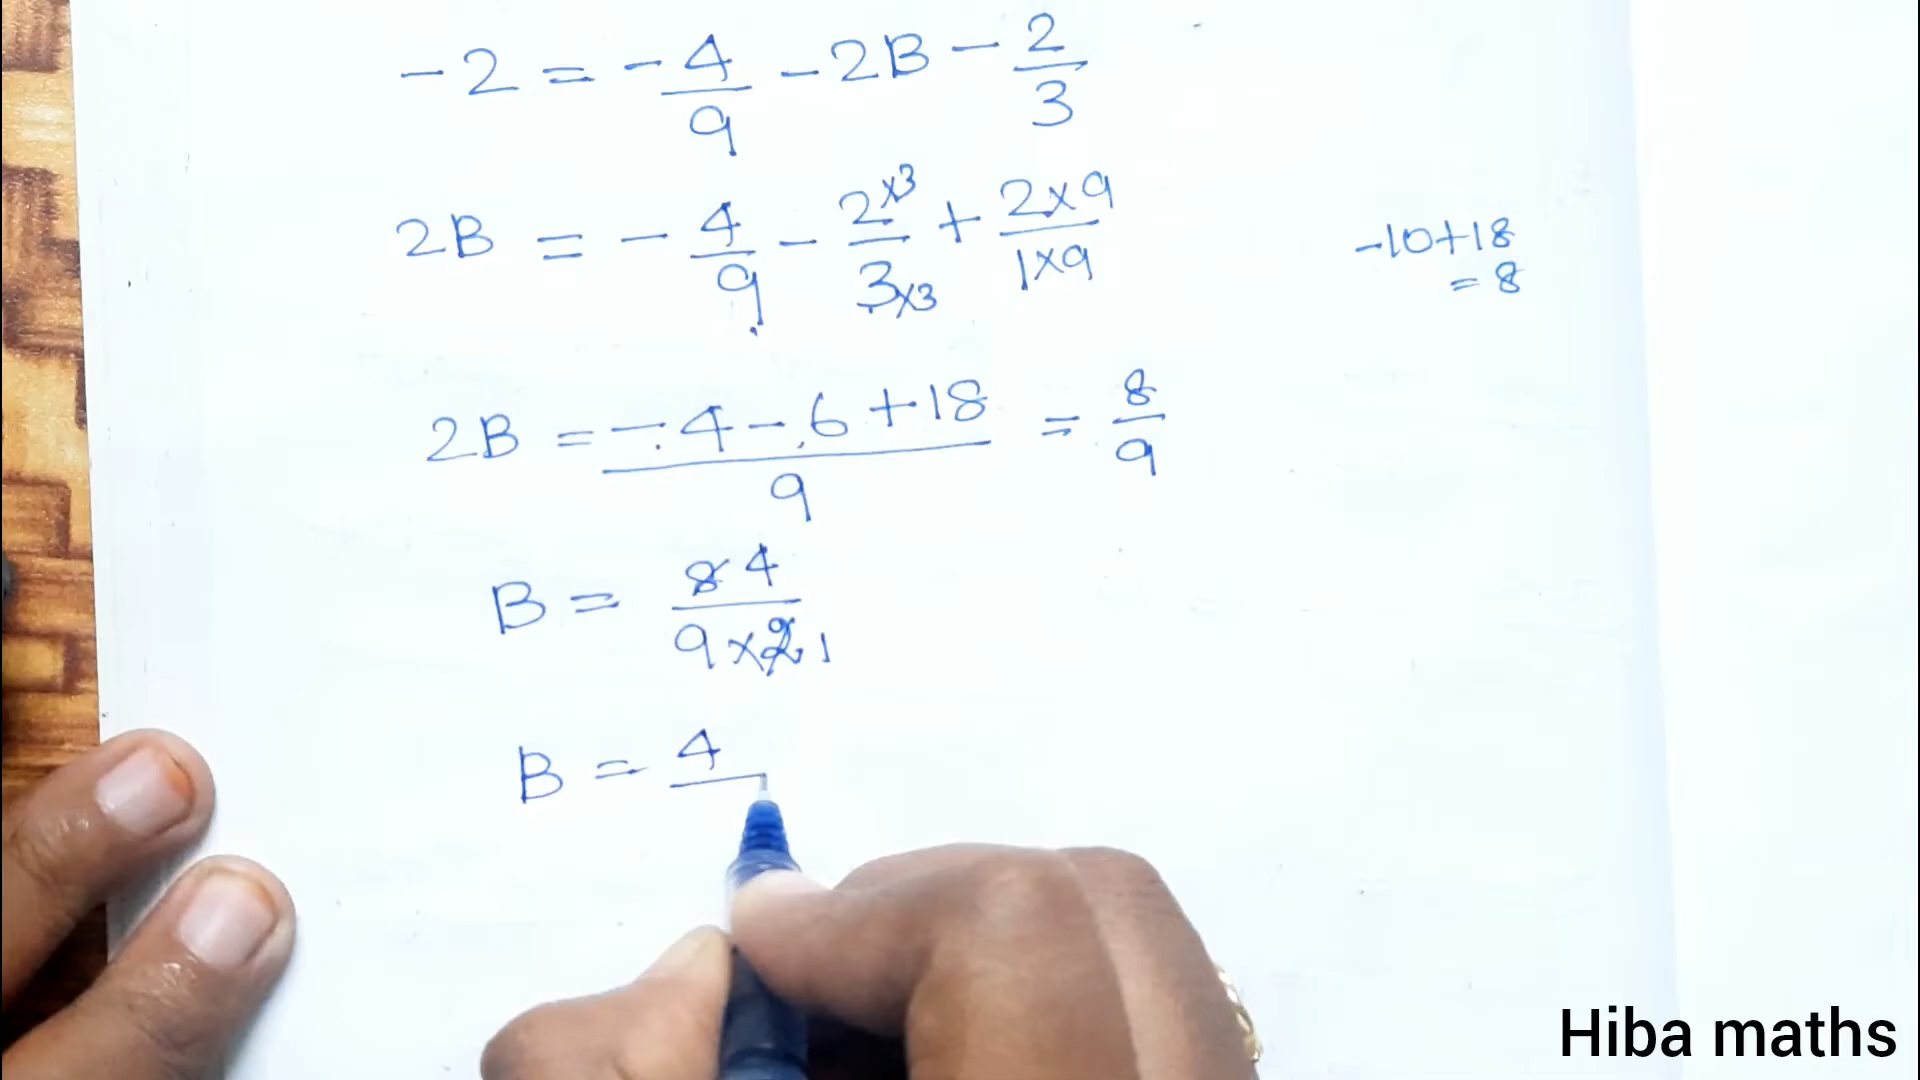 -2 = -4/9 - 2B - 2/3
2B = -4/9 - 2×3/3×3 + 2×9/1×9
-10+18
= 8
2B = -4-6+18/9 = 8/9
B = 8 4/9×2 1
B = 4
Hiba maths